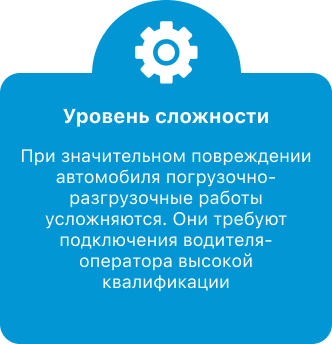 Уровень сложности
При значительном повреждении
автомобиля погрузочно-
разгрузочные работы
усложняются. Они требуют
подключения водителя-
оператора высокой
квалификации